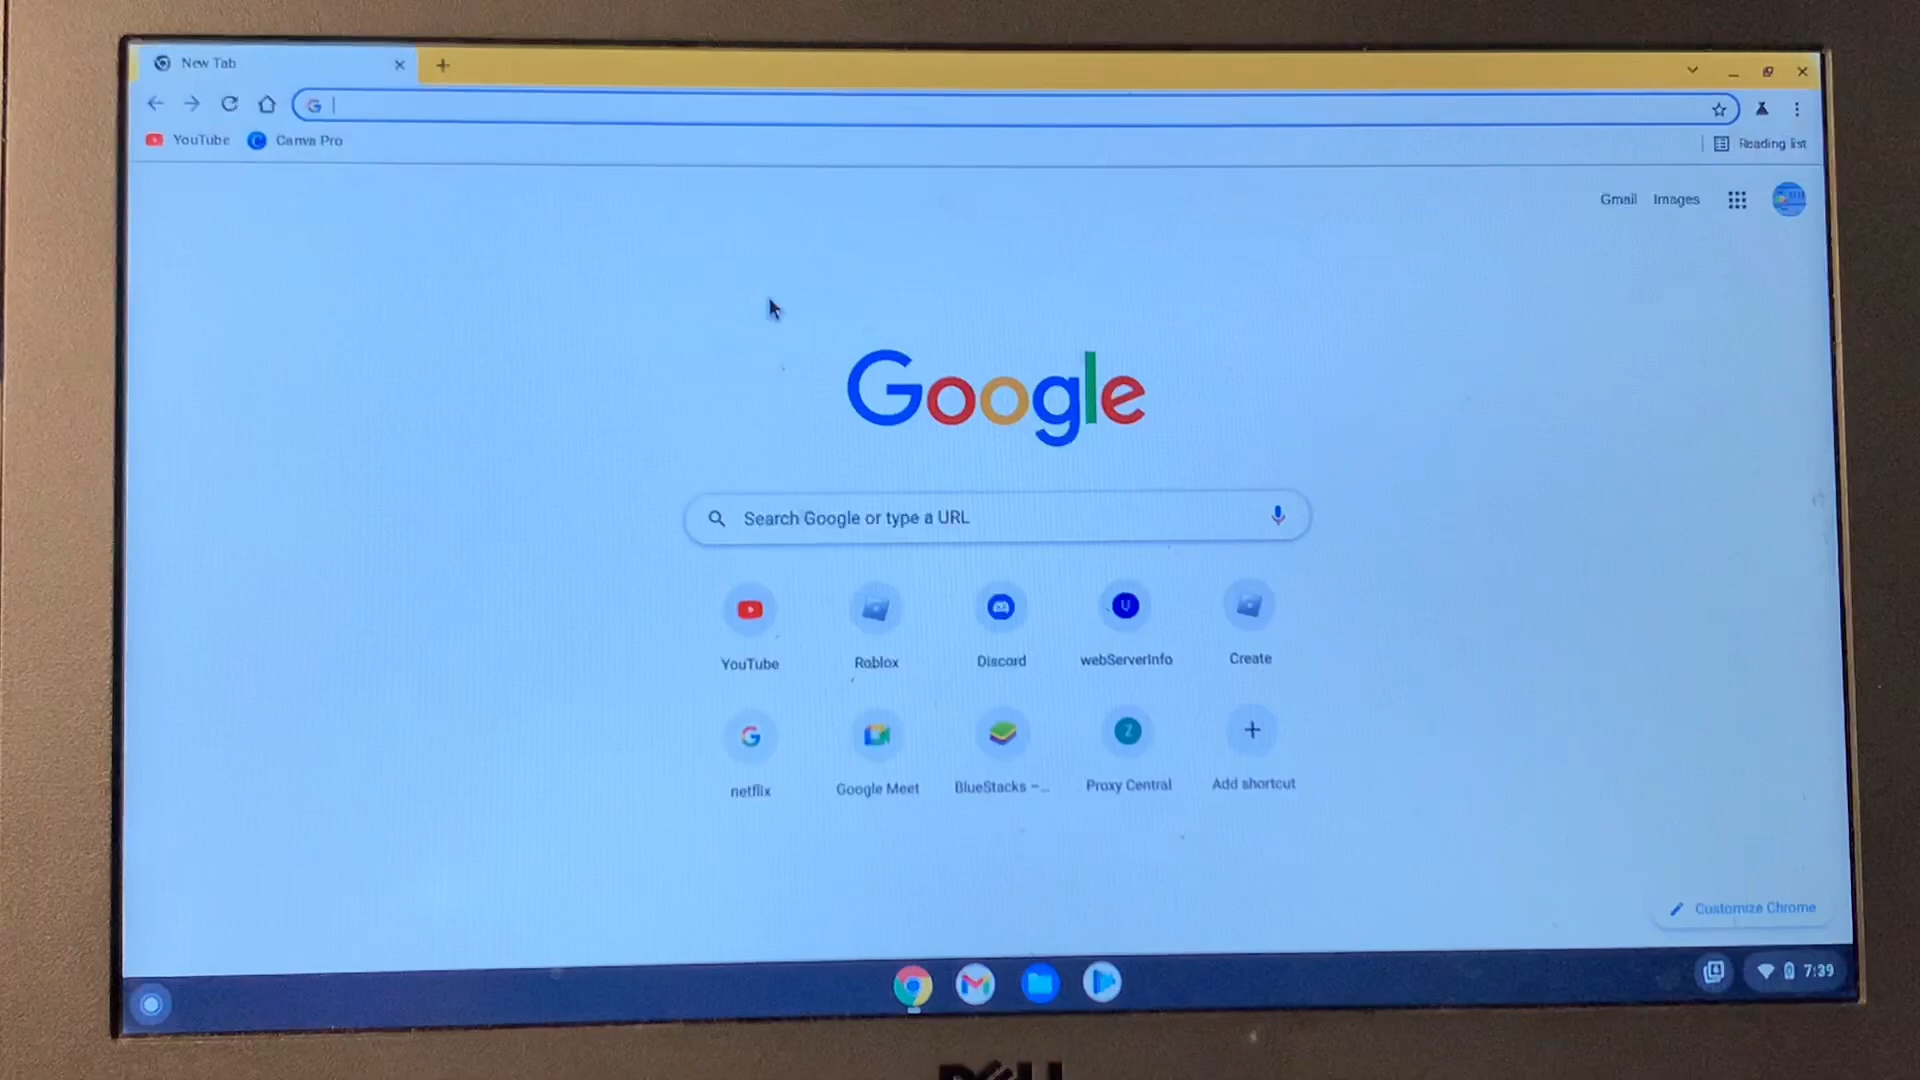 New Tab
YouTube
Canva Pro
Reading list
Gmail Images
Google
Search Google or type a URL
YouTube Roblox Discord webServerInfo Create
netflix Google Meet BlueStacks –... Proxy Central Add shortcut
Customize Chrome
7:39
DELL